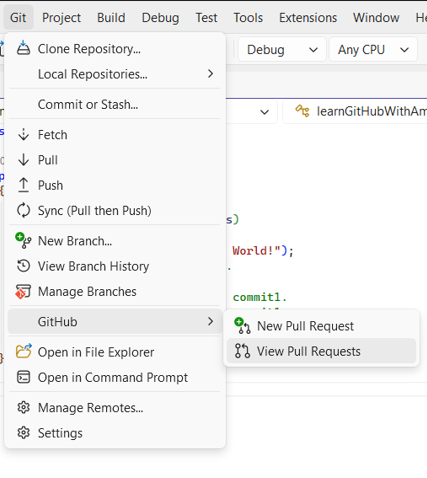 Git Project Build Debug Test Tools Extensions Window He
Debug Any CPU
Clone Repository...
Local Repositories...
learnGitHubWithAm
Commit or Stash...
Fetch
Pull
Push
Sync (Pull then Push)
s)
New Branch...
World!");
View Branch History
Manage Branches
commit1.
GitHub
New Pull Request
Open in File Explorer
View Pull Requests
Open in Command Prompt
Manage Remotes...
Settings